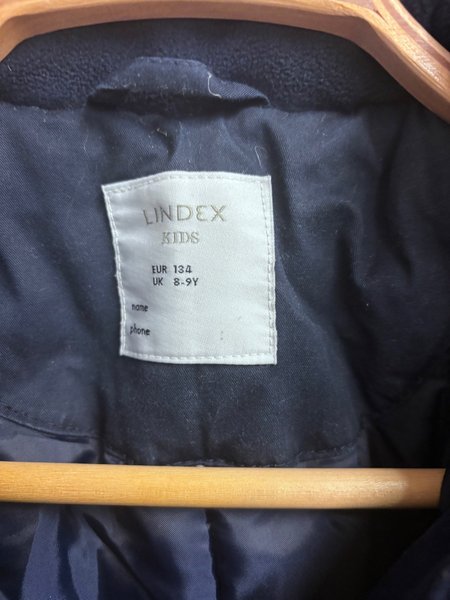 LINDEX
KIDS
EUR 134
UK 8-9Y
name
phone